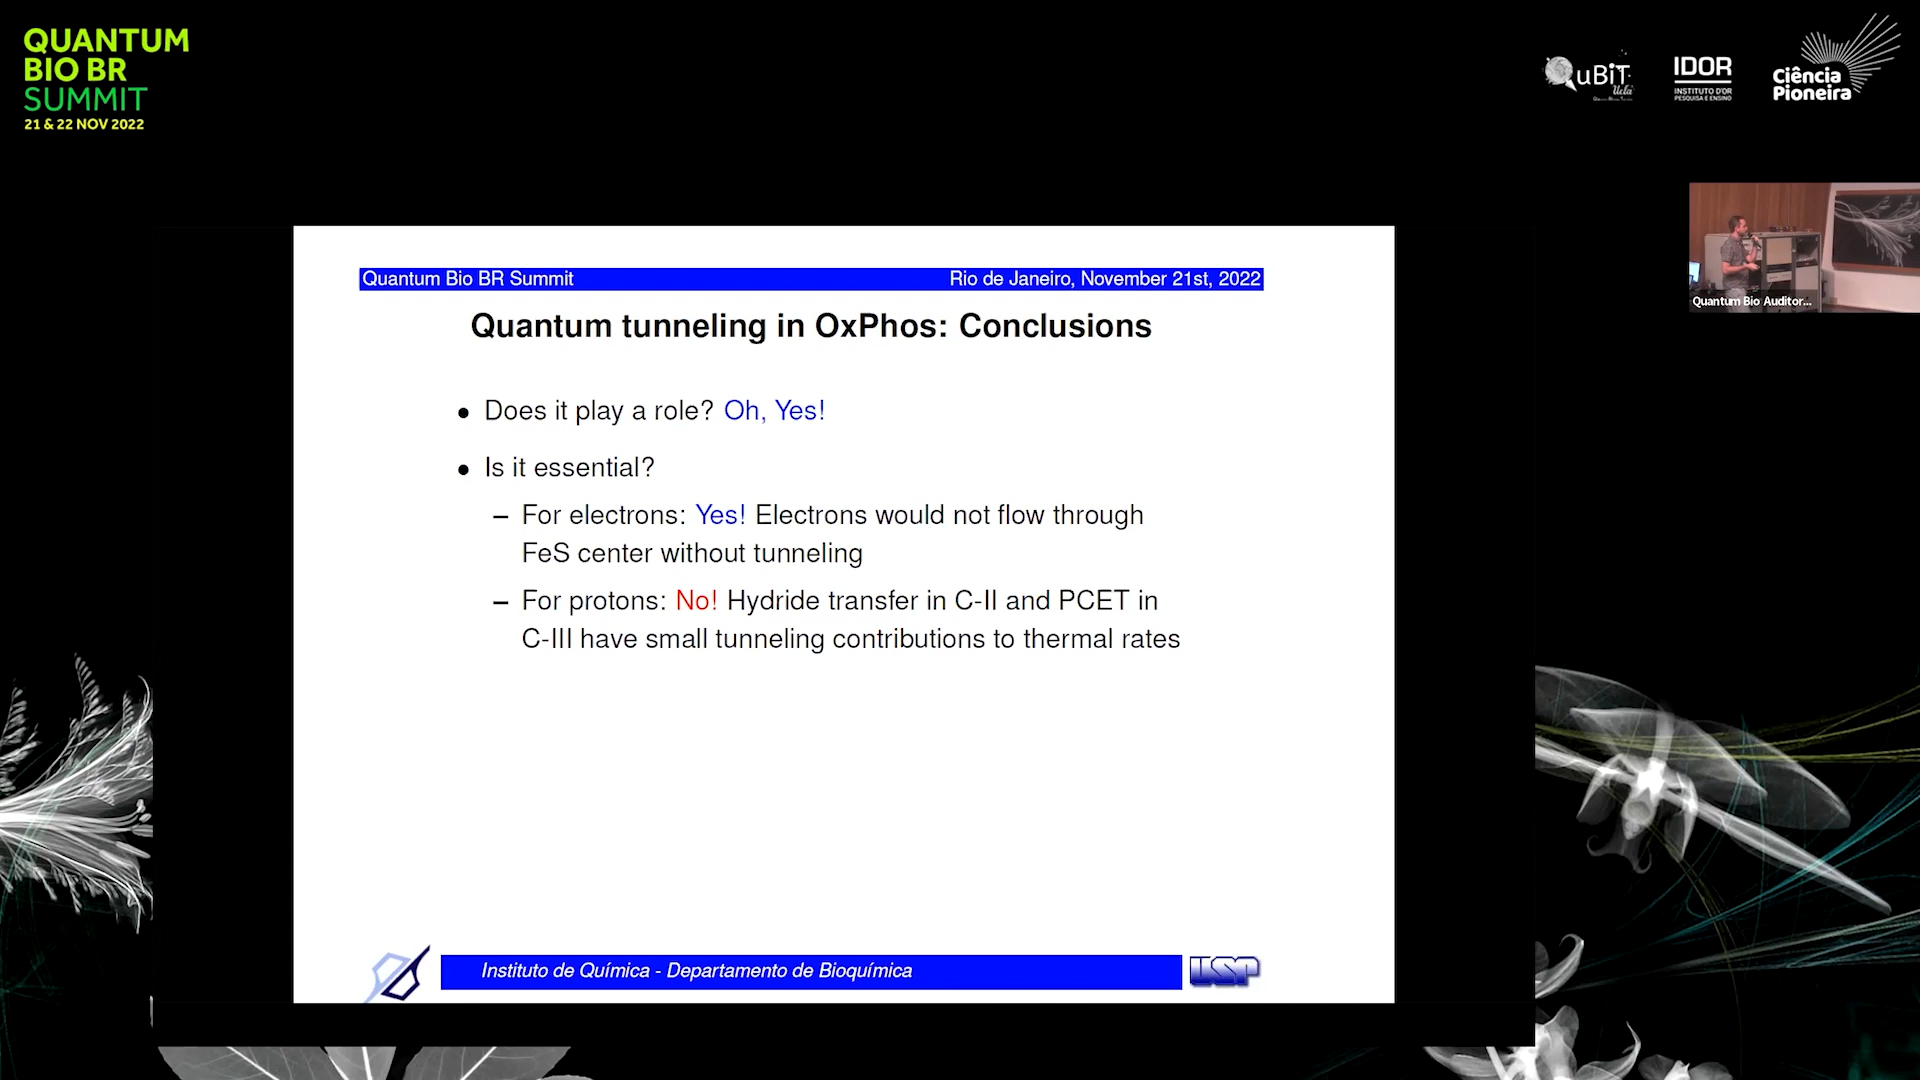 QUANTUM
BIO BR
SUMMIT
21 & 22 NOV 2022
QuBiT
Ucla
IDOR
INSTITUTO D'OR
PESQUISA E ENSINO
Ciência
Pioneira
Quantum Bio Auditor...
Quantum Bio BR Summit Rio de Janeiro, November 21st, 2022
Quantum tunneling in OxPhos: Conclusions
• Does it play a role? Oh, Yes!
• Is it essential?
– For electrons: Yes! Electrons would not flow through
FeS center without tunneling
– For protons: No! Hydride transfer in C-II and PCET in
C-III have small tunneling contributions to thermal rates
Instituto de Química - Departamento de Bioquímica
USP